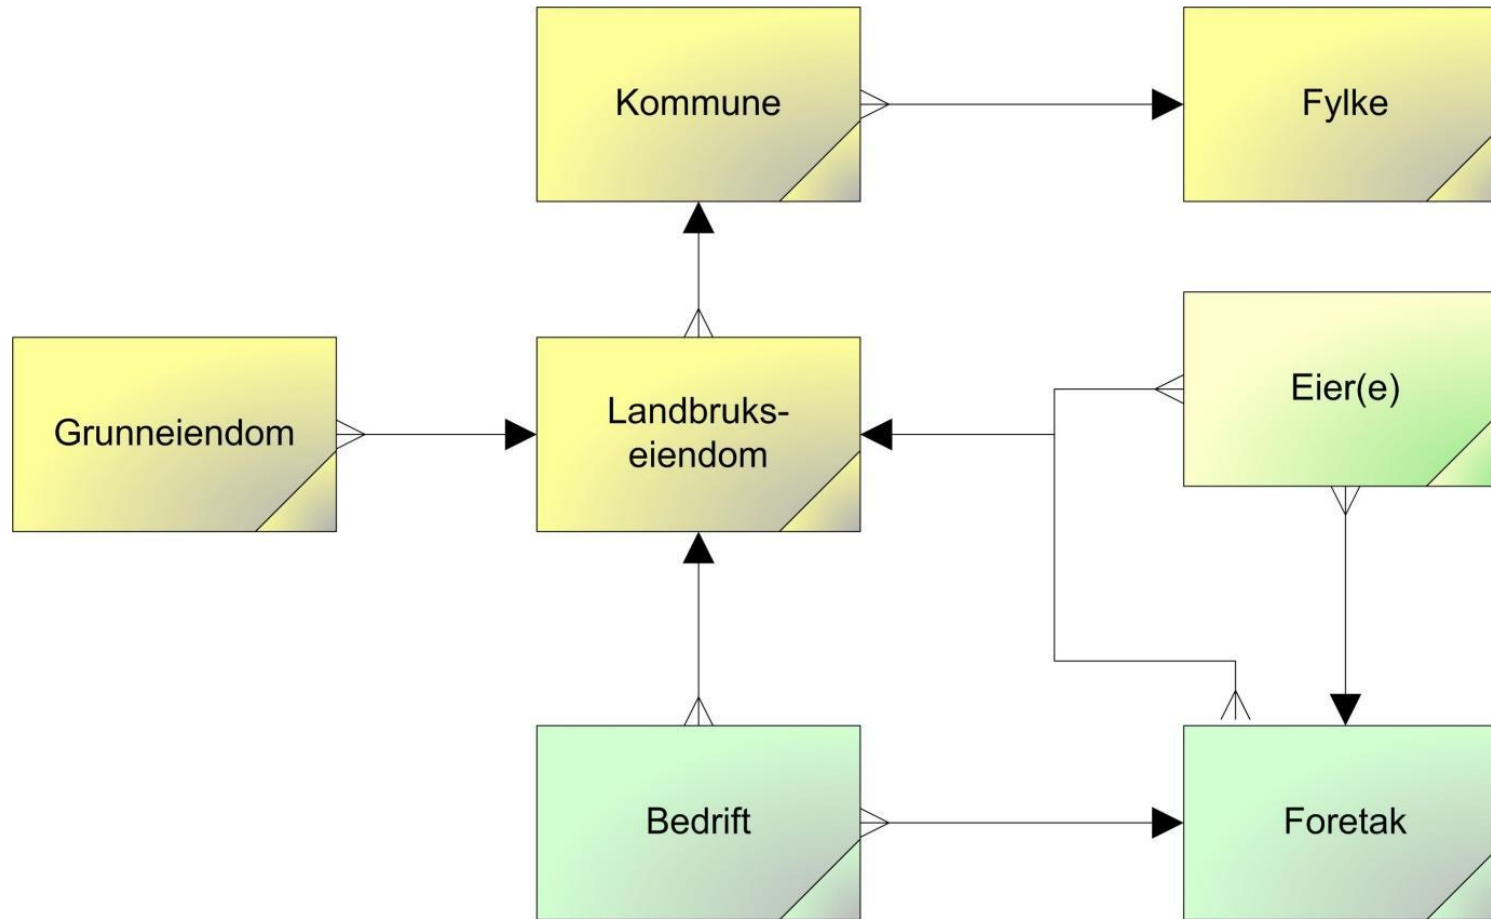 Kommune
Fylke
Grunneiendom
Landbruks-
eiendom
Eier(e)
Bedrift
Foretak